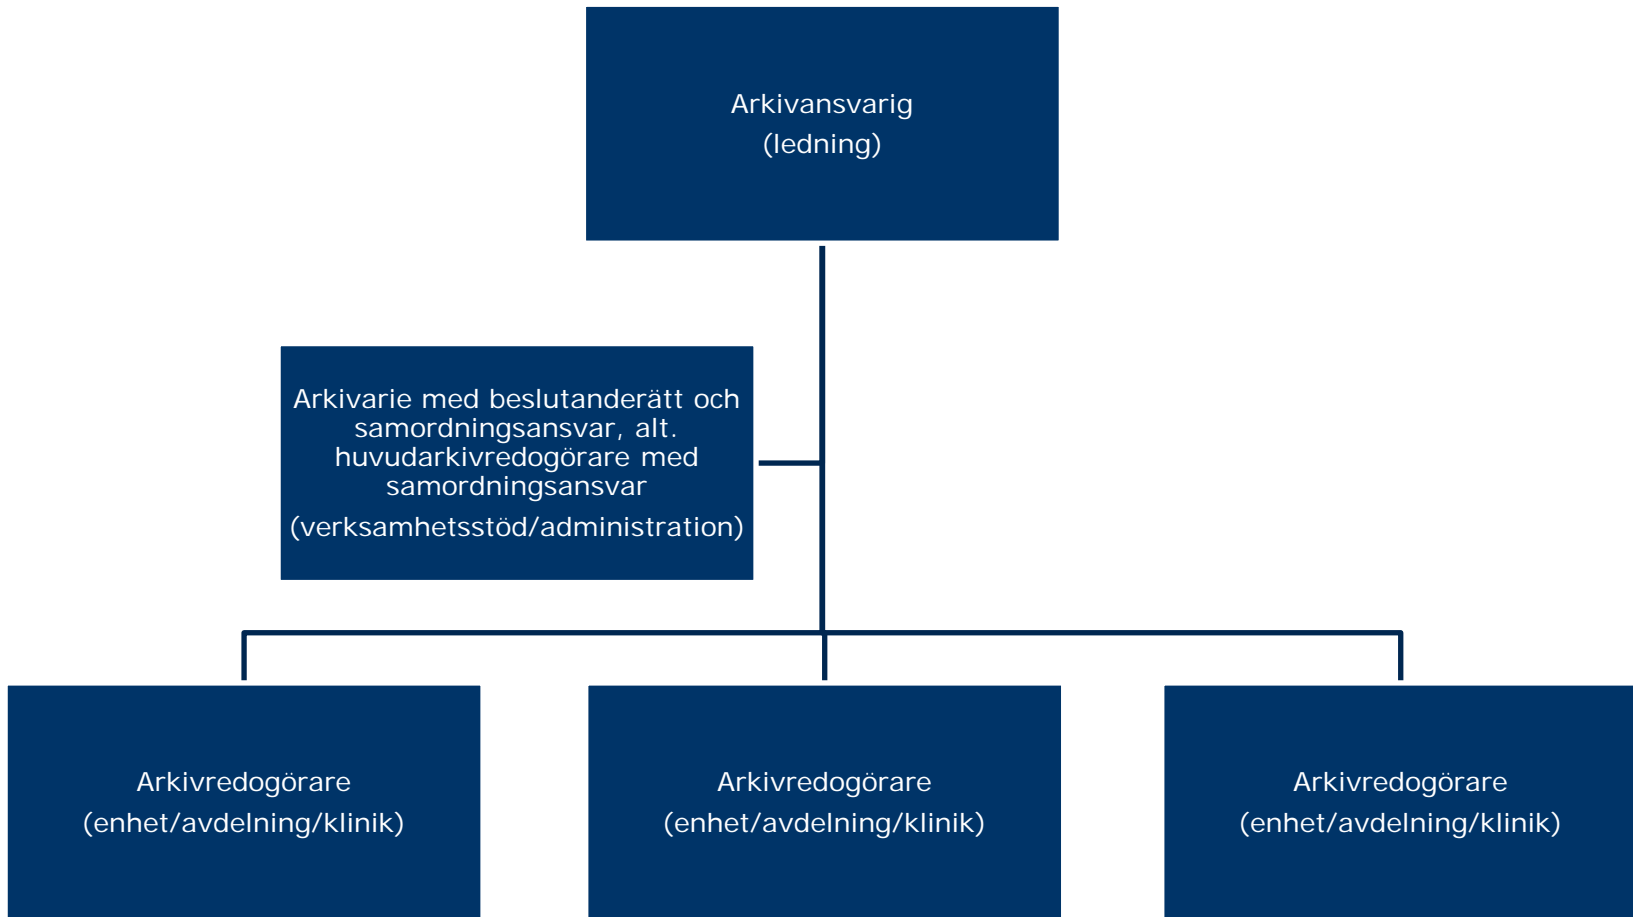 Arkivansvarig
(ledning)
Arkivarie med beslutanderätt och
samordningsansvar, alt.
huvudarkivredogörare med
samordningsansvar
(verksamhetsstöd/administration)
Arkivredogörare
(enhet/avdelning/klinik)
Arkivredogörare
(enhet/avdelning/klinik)
Arkivredogörare
(enhet/avdelning/klinik)